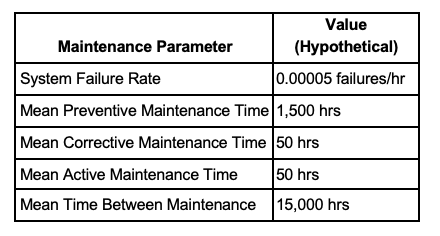 Maintenance Parameter Value
(Hypothetical)
System Failure Rate 0.00005 failures/hr
Mean Preventive Maintenance Time 1,500 hrs
Mean Corrective Maintenance Time 50 hrs
Mean Active Maintenance Time 50 hrs
Mean Time Between Maintenance 15,000 hrs